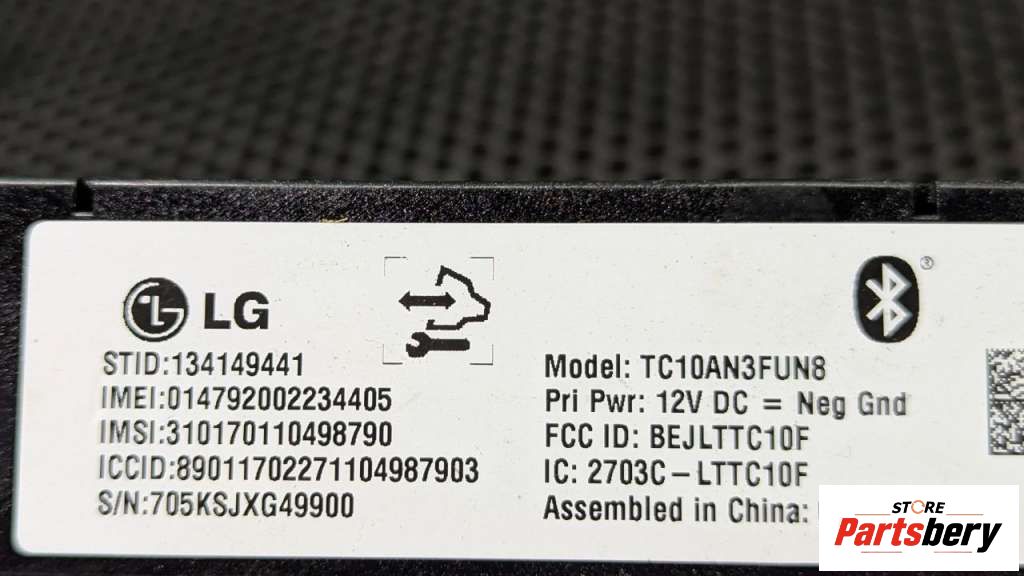 LG
STID:134149441
IMEI:014792002234405
IMSI:310170110498790
ICCID:89011702271104987903
S/N:705KSJXG49900
®
Model: TC10AN3FUN8
Pri Pwr: 12V DC = Neg Gnd
FCC ID: BEJLTTC10F
IC: 2703C-LTTC10F
Assembled in China:
STORE
Partsbery